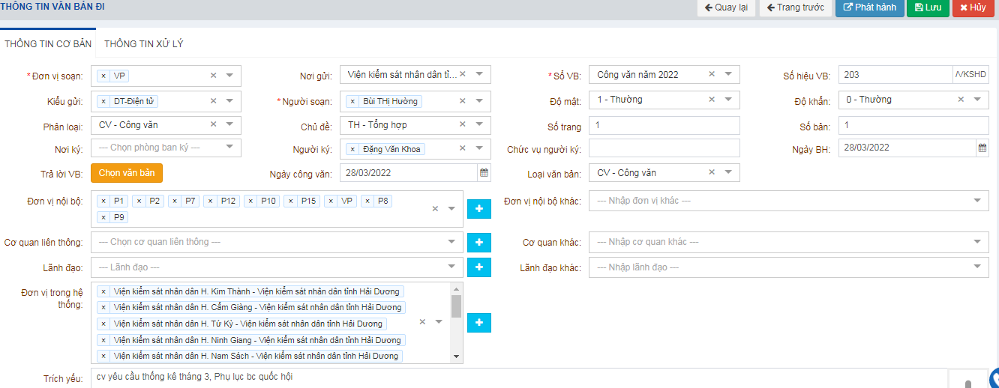 THÔNG TIN VĂN BẢN ĐI Quay lại Trang trước Phát hành Lưu Hủy
THÔNG TIN CƠ BẢN THÔNG TIN XỬ LÝ
* Đơn vị soạn: × VP Nơi gửi: Viện kiểm sát nhân dân tỉ... * Sổ VB: Công văn năm 2022 Số hiệu VB: 203 /VKSHD
Kiểu gửi: × DT-Điện tử * Người soạn: × Bùi THị Hường Độ mật: 1 - Thường Độ khẩn: 0 - Thường
Phân loại: CV - Công văn Chủ đề: TH - Tổng hợp Số trang 1 Số bản: 1
Nơi ký: --- Chọn phòng ban ký --- Người ký: × Đặng Văn Khoa Chức vụ người ký: Ngày BH: 28/03/2022
Trả lời VB: Chọn văn bản Ngày công văn: 28/03/2022 Loại văn bản: CV - Công văn
Đơn vị nội bộ: × P1 × P2 × P7 × P12 × P10 × P15 × VP × P8 Đơn vị nội bộ khác: --- Nhập đơn vị khác ---
× P9
Cơ quan liên thông: --- Chọn cơ quan liên thông --- Cơ quan khác: --- Nhập cơ quan khác ---
Lãnh đạo: --- Lãnh đạo --- Lãnh đạo khác: --- Nhập lãnh đạo ---
Đơn vị trong hệ thống: × Viện kiểm sát nhân dân H. Kim Thành - Viện kiểm sát nhân dân tỉnh Hải Dương
× Viện kiểm sát nhân dân H. Cẩm Giàng - Viện kiểm sát nhân dân tỉnh Hải Dương
× Viện kiểm sát nhân dân H. Tứ Kỳ - Viện kiểm sát nhân dân tỉnh Hải Dương
× Viện kiểm sát nhân dân H. Ninh Giang - Viện kiểm sát nhân dân tỉnh Hải Dương
× Viện kiểm sát nhân dân H. Nam Sách - Viện kiểm sát nhân dân tỉnh Hải Dương
Trích yếu: cv yêu cầu thống kê tháng 3, Phụ lục bc quốc hội